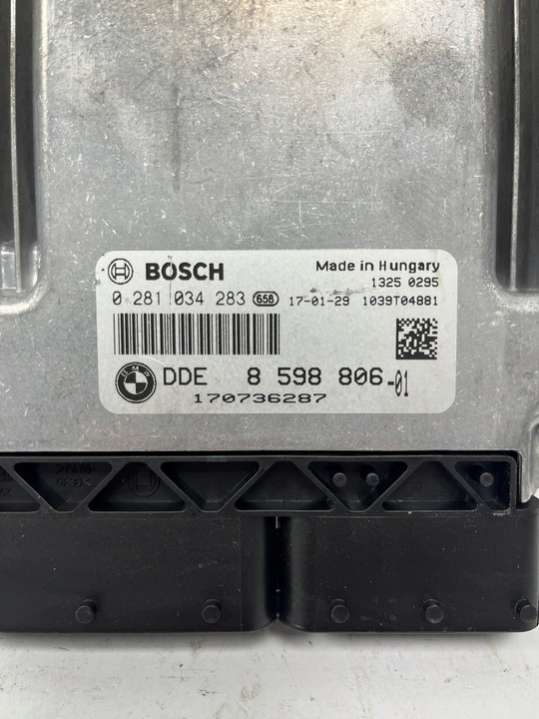 BOSCH Made in Hungary
1325 0295
0 281 034 283 658 17-01-29 1039T04881
BMW DDE 8 598 806-01
170736287